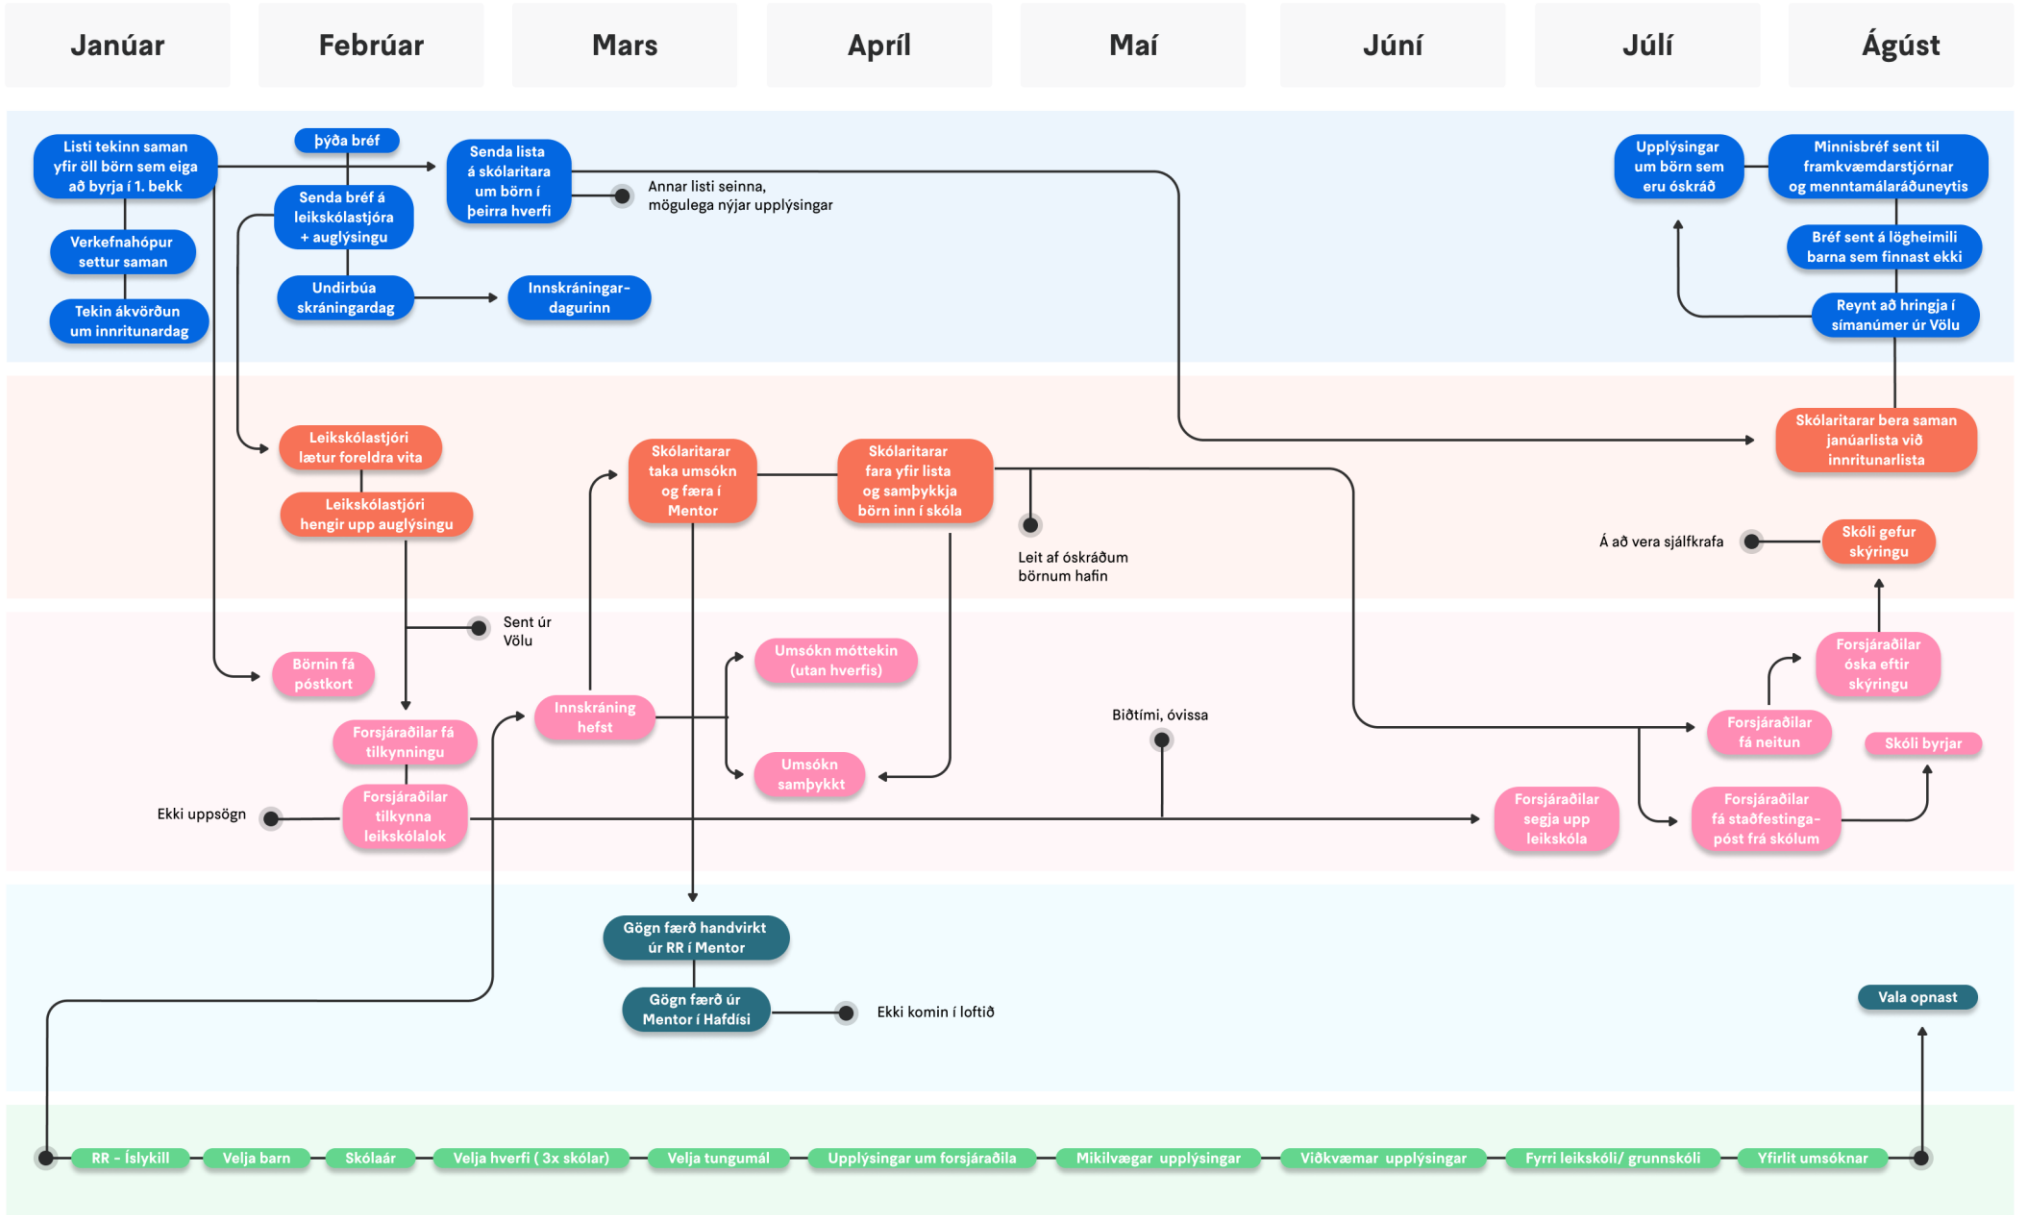 Janúar
Febrúar
Mars
Apríl
Maí
Júní
Júlí
Ágúst
Listi tekinn saman
yfir öll börn sem eiga
að byrja í 1. bekk
Verkefnahópur
settur saman
Tekin ákvörðun
um innritunardag
þýða bréf
Senda bréf á
leikskólastjóra
+ auglýsingu
Undirbúa
skráningardag
Senda lista
á skólaritara
um börn í
þeirra hverfi
Annar listi seinna,
mögulega nýjar upplýsingar
Innskráningar-
dagurinn
Upplýsingar
um börn sem
eru óskráð
Minnisbréf sent til
framkvæmdarstjórnar
og menntamálaráðuneytis
Bréf sent á lögheimili
barna sem finnast ekki
Reynt að hringja í
símanúmer úr Völu
Leikskólastjóri
lætur foreldra vita
Leikskólastjóri
hengir upp auglýsingu
Skólaritarar
taka umsókn
og færa í
Mentor
Skólaritarar
fara yfir lista
og samþykkja
börn inn í skóla
Leit af óskráðum
börnum hafin
Skólaritarar bera saman
janúarlista við
innritunarlista
Á að vera sjálfkrafa
Skóli gefur
skýringu
Sent úr
Völu
Börnin fá
póstkort
Forsjáraðilar fá
tilkynningu
Ekki uppsögn
Forsjáraðilar
tilkynna
leikskólalok
Innskráning
hefst
Umsókn móttekin
(utan hverfis)
Umsókn
samþykkt
Biðtími, óvissa
Forsjáraðilar
segja upp
leikskóla
Forsjáraðilar
óska eftir
skýringu
Forsjáraðilar
fá neitun
Skóli byrjar
Forsjáraðilar
fá staðfestinga-
póst frá skólum
Gögn færð handvirkt
úr RR í Mentor
Gögn færð úr
Mentor í Hafdísi
Ekki komin í loftið
Vala opnast
RR - Íslykill
Velja barn
Skólaár
Velja hverfi ( 3x skólar)
Velja tungumál
Upplýsingar um forsjáraðila
Mikilvægar upplýsingar
Viðkvæmar upplýsingar
Fyrri leikskóli/ grunnskóli
Yfirlit umsóknar